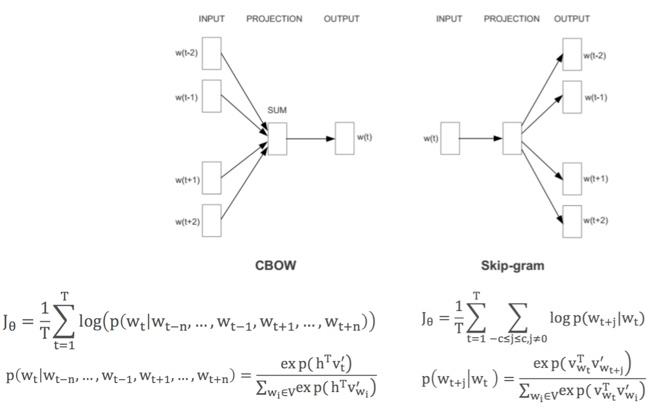 INPUT PROJECTION OUTPUT
w(t-2)
w(t-1)
SUM
w(t)
w(t+1)
w(t+2)
CBOW
INPUT PROJECTION OUTPUT
w(t-2)
w(t-1)
w(t)
w(t+1)
w(t+2)
Skip-gram
J_θ = 1/T ∑_{t=1}^{T} log(p(w_t|w_{t−n}, ..., w_{t−1}, w_{t+1}, ..., w_{t+n}))
p(w_t|w_{t−n}, ..., w_{t−1}, w_{t+1}, ..., w_{t+n}) = exp(h^T v′_t) / ∑_{w_i∈V} exp(h^T v′_{w_i})
J_θ = 1/T ∑_{t=1}^{T} ∑_{−c≤j≤c,j≠0} log p(w_{t+j}|w_t)
p(w_{t+j}|w_t) = exp(v_{w_t}^T v′_{w_{t+j}}) / ∑_{w_i∈V} exp(v_{w_t}^T v′_{w_i})